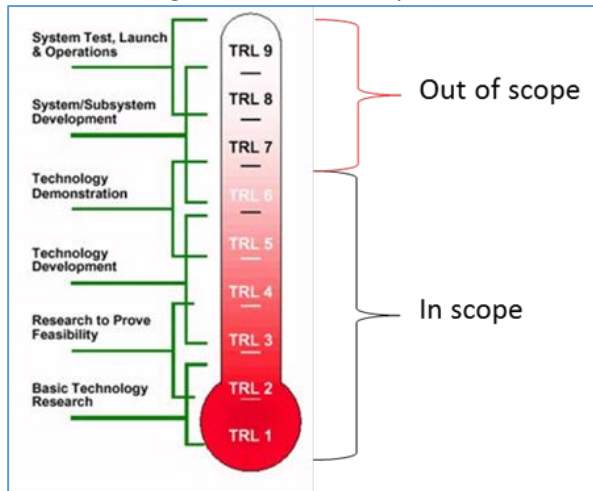 System Test, Launch
& Operations
System/Subsystem
Development
Technology
Demonstration
Technology
Development
Research to Prove
Feasibility
Basic Technology
Research
TRL 9
TRL 8
TRL 7
TRL 6
TRL 5
TRL 4
TRL 3
TRL 2
TRL 1
Out of scope
In scope